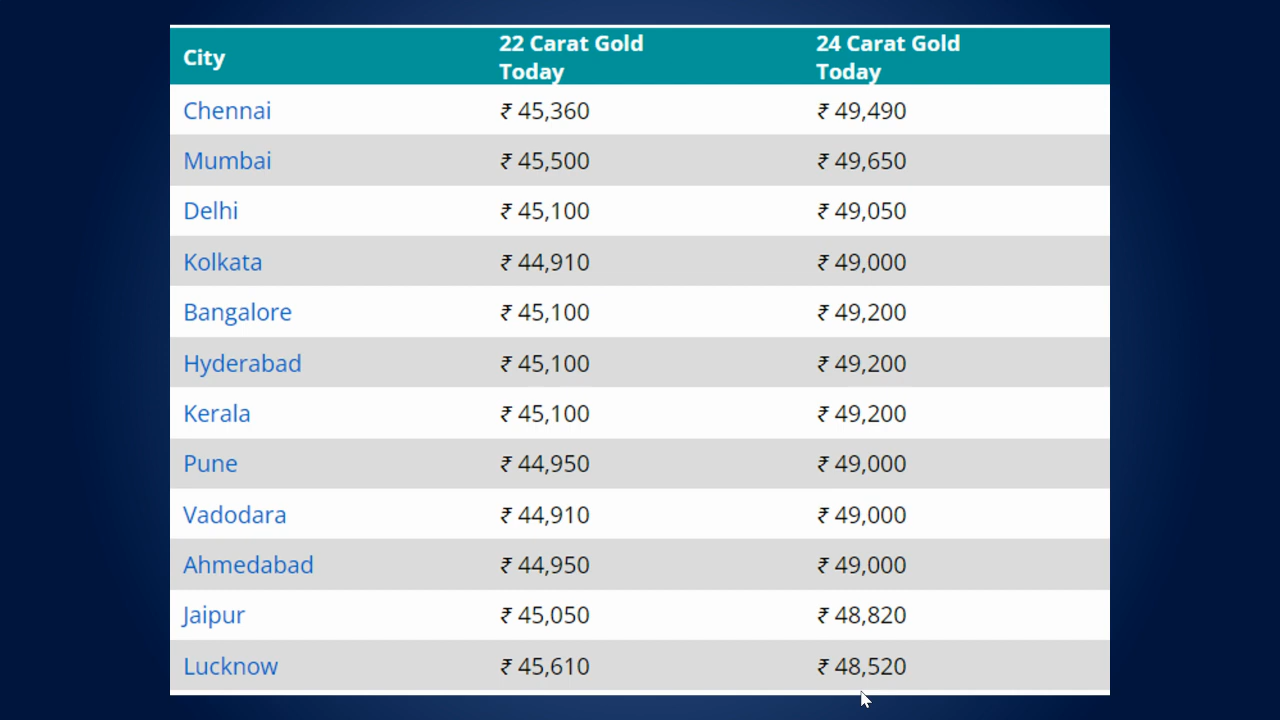 City 22 Carat Gold Today 24 Carat Gold Today
Chennai ₹ 45,360 ₹ 49,490
Mumbai ₹ 45,500 ₹ 49,650
Delhi ₹ 45,100 ₹ 49,050
Kolkata ₹ 44,910 ₹ 49,000
Bangalore ₹ 45,100 ₹ 49,200
Hyderabad ₹ 45,100 ₹ 49,200
Kerala ₹ 45,100 ₹ 49,200
Pune ₹ 44,950 ₹ 49,000
Vadodara ₹ 44,910 ₹ 49,000
Ahmedabad ₹ 44,950 ₹ 49,000
Jaipur ₹ 45,050 ₹ 48,820
Lucknow ₹ 45,610 ₹ 48,520